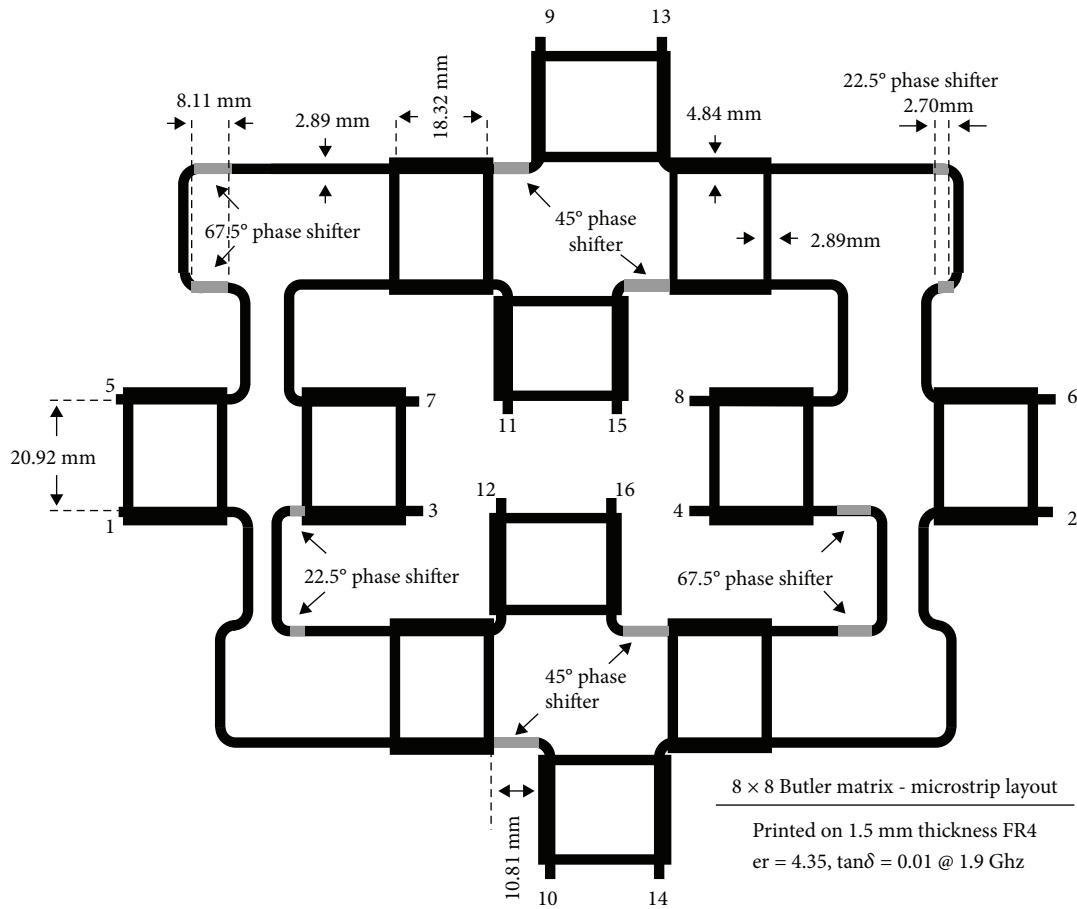 9
13
22.5° phase shifter
2.70mm
8.11 mm
2.89 mm
18.32 mm
4.84 mm
67.5° phase shifter
45° phase
shifter
2.89mm
5
7
8
6
11
15
20.92 mm
12
16
1
3
4
2
22.5° phase shifter
67.5° phase shifter
45° phase
shifter
10.81 mm
8 × 8 Butler matrix - microstrip layout
Printed on 1.5 mm thickness FR4
er = 4.35, tanδ = 0.01 @ 1.9 Ghz
10
14